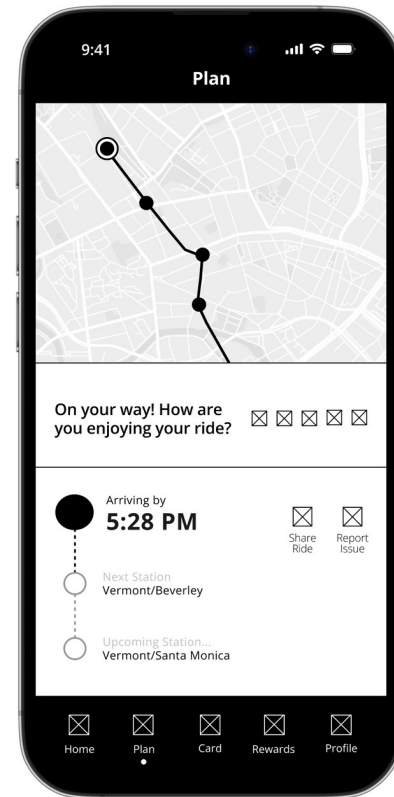 9:41
Plan
On your way! How are
you enjoying your ride?
Arriving by
5:28 PM
Share
Ride
Report
Issue
Next Station
Vermont/Beverley
Upcoming Station...
Vermont/Santa Monica
Home
Plan
Card
Rewards
Profile